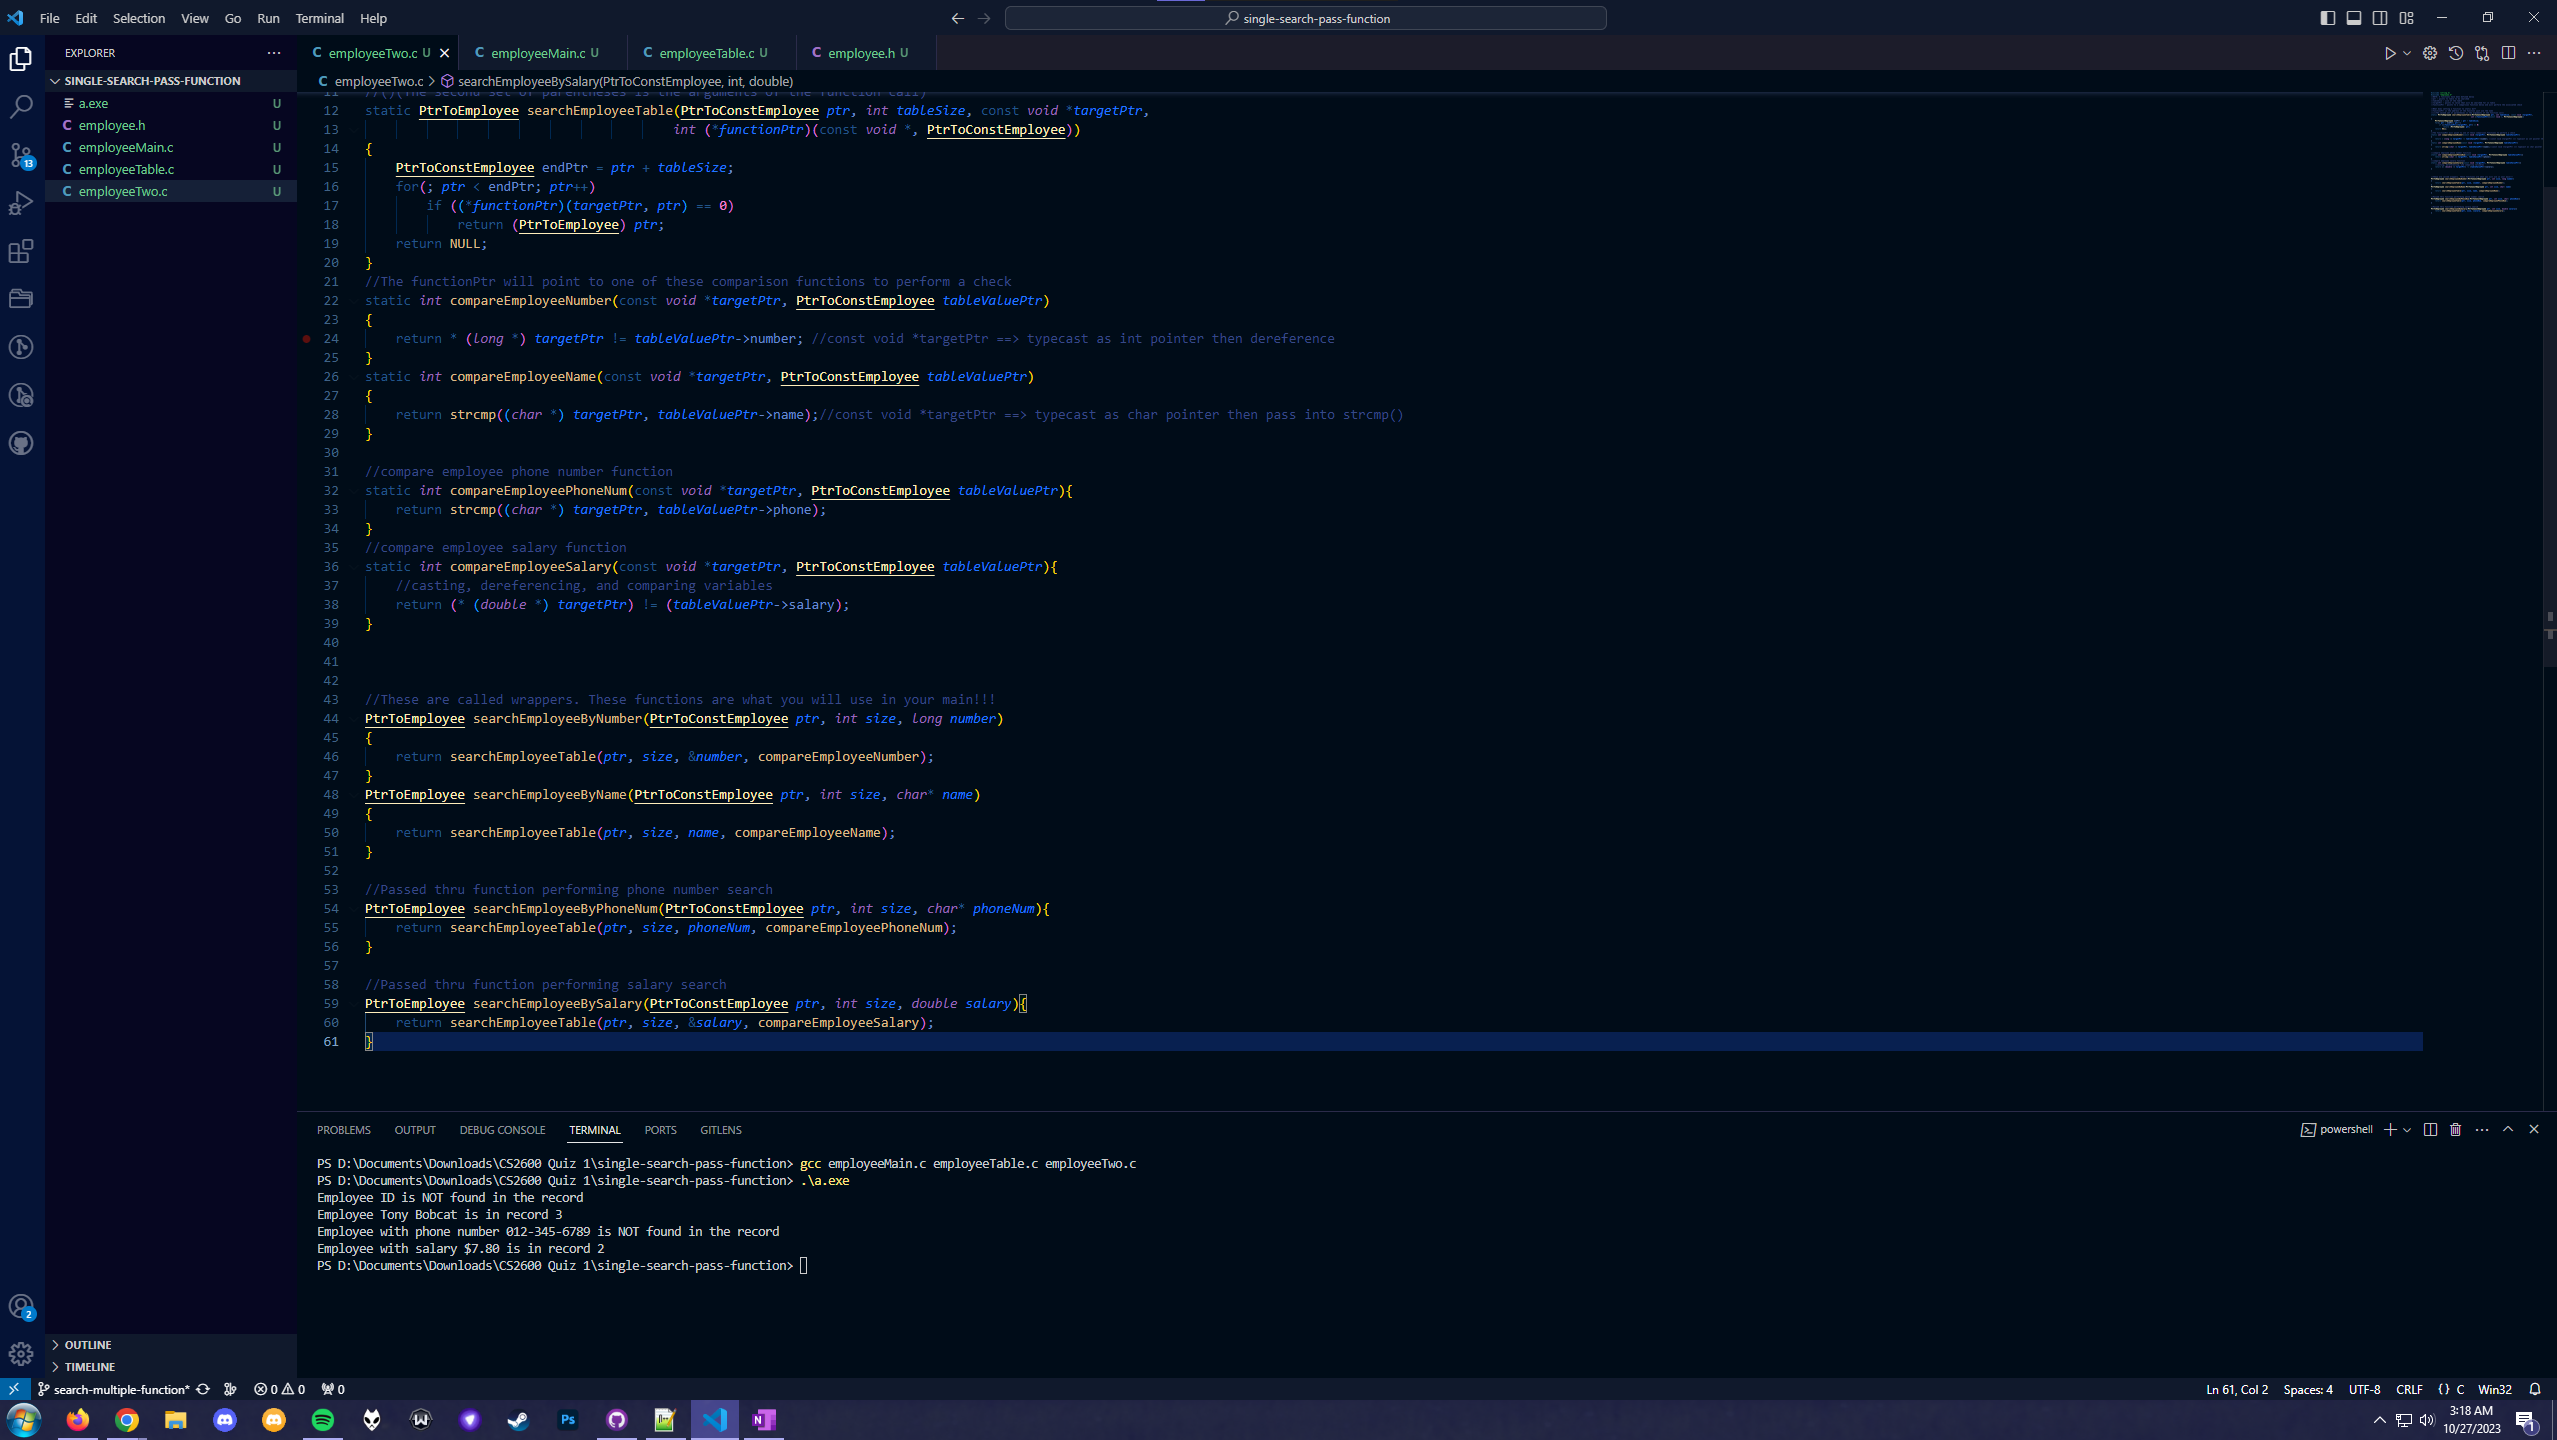 File Edit Selection View Go Run Terminal Help
single-search-pass-function
EXPLORER
SINGLE-SEARCH-PASS-FUNCTION
a.exe U
employee.h U
employeeMain.c U
employeeTable.c U
employeeTwo.c U
OUTLINE
TIMELINE
employeeTwo.c U
employeeMain.c U
employeeTable.c U
employee.h U
employeeTwo.c > searchEmployeeBySalary(PtrToConstEmployee, int, double)
11 //()(The second set of parentheses is the arguments of the function call)
12 static PtrToEmployee searchEmployeeTable(PtrToConstEmployee ptr, int tableSize, const void *targetPtr,
13 int (*functionPtr)(const void *, PtrToConstEmployee))
14 {
15 PtrToConstEmployee endPtr = ptr + tableSize;
16 for(; ptr < endPtr; ptr++)
17 if ((*functionPtr)(targetPtr, ptr) == 0)
18 return (PtrToEmployee) ptr;
19 return NULL;
20 }
21 //The functionPtr will point to one of these comparison functions to perform a check
22 static int compareEmployeeNumber(const void *targetPtr, PtrToConstEmployee tableValuePtr)
23 {
24 return * (long *) targetPtr != tableValuePtr->number; //const void *targetPtr ==> typecast as int pointer then dereference
25 }
26 static int compareEmployeeName(const void *targetPtr, PtrToConstEmployee tableValuePtr)
27 {
28 return strcmp((char *) targetPtr, tableValuePtr->name);//const void *targetPtr ==> typecast as char pointer then pass into strcmp()
29 }
30
31 //compare employee phone number function
32 static int compareEmployeePhoneNum(const void *targetPtr, PtrToConstEmployee tableValuePtr){
33 return strcmp((char *) targetPtr, tableValuePtr->phone);
34 }
35 //compare employee salary function
36 static int compareEmployeeSalary(const void *targetPtr, PtrToConstEmployee tableValuePtr){
37 //casting, dereferencing, and comparing variables
38 return (* (double *) targetPtr) != (tableValuePtr->salary);
39 }
40
41
42
43 //These are called wrappers. These functions are what you will use in your main!!!
44 PtrToEmployee searchEmployeeByNumber(PtrToConstEmployee ptr, int size, long number)
45 {
46 return searchEmployeeTable(ptr, size, &number, compareEmployeeNumber);
47 }
48 PtrToEmployee searchEmployeeByName(PtrToConstEmployee ptr, int size, char* name)
49 {
50 return searchEmployeeTable(ptr, size, name, compareEmployeeName);
51 }
52
53 //Passed thru function performing phone number search
54 PtrToEmployee searchEmployeeByPhoneNum(PtrToConstEmployee ptr, int size, char* phoneNum){
55 return searchEmployeeTable(ptr, size, phoneNum, compareEmployeePhoneNum);
56 }
57
58 //Passed thru function performing salary search
59 PtrToEmployee searchEmployeeBySalary(PtrToConstEmployee ptr, int size, double salary){
60 return searchEmployeeTable(ptr, size, &salary, compareEmployeeSalary);
61 }
PROBLEMS OUTPUT DEBUG CONSOLE TERMINAL PORTS GITLENS
powershell
PS D:\Documents\Downloads\CS2600 Quiz 1\single-search-pass-function> gcc employeeMain.c employeeTable.c employeeTwo.c
PS D:\Documents\Downloads\CS2600 Quiz 1\single-search-pass-function> .\a.exe
Employee ID is NOT found in the record
Employee Tony Bobcat is in record 3
Employee with phone number 012-345-6789 is NOT found in the record
Employee with salary $7.80 is in record 2
PS D:\Documents\Downloads\CS2600 Quiz 1\single-search-pass-function>
13
2
search-multiple-function* 0 0 0
Ln 61, Col 2 Spaces: 4 UTF-8 CRLF {} C Win32
Ps N
3:18 AM
10/27/2023
1